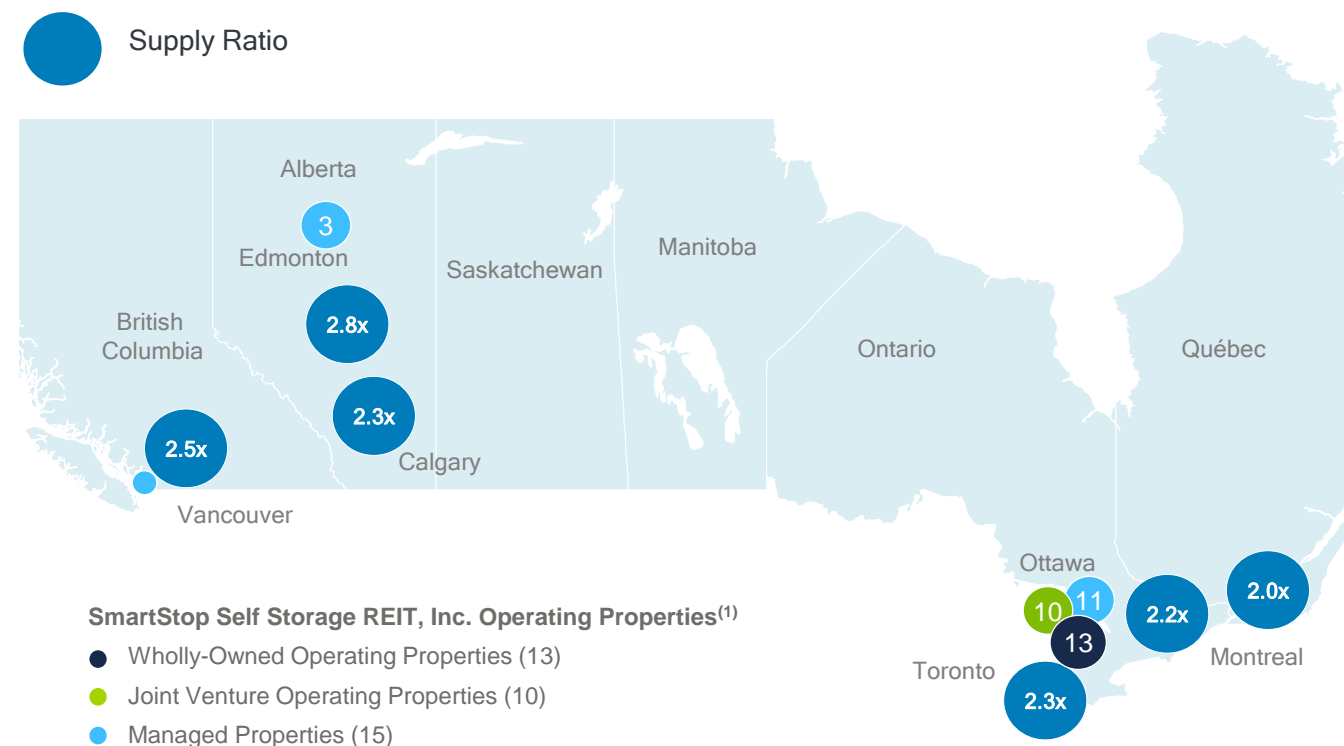 Supply Ratio
Alberta
3
Edmonton
Manitoba
Saskatchewan
2.8x
British
Columbia
Ontario
Québec
2.3x
2.5x
Calgary
Vancouver
Ottawa
2.0x
11
10
2.2x
SmartStop Self Storage REIT, Inc. Operating Properties(1)
13
Wholly-Owned Operating Properties (13)
Montreal
Toronto
Joint Venture Operating Properties (10)
2.3x
Managed Properties (15)